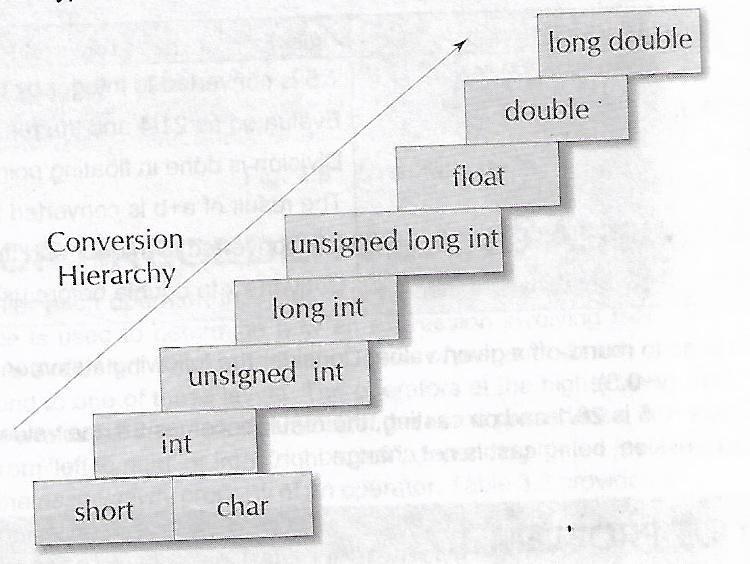 long double
double
float
Conversion
Hierarchy
unsigned long int
long int
unsigned int
int
short
char